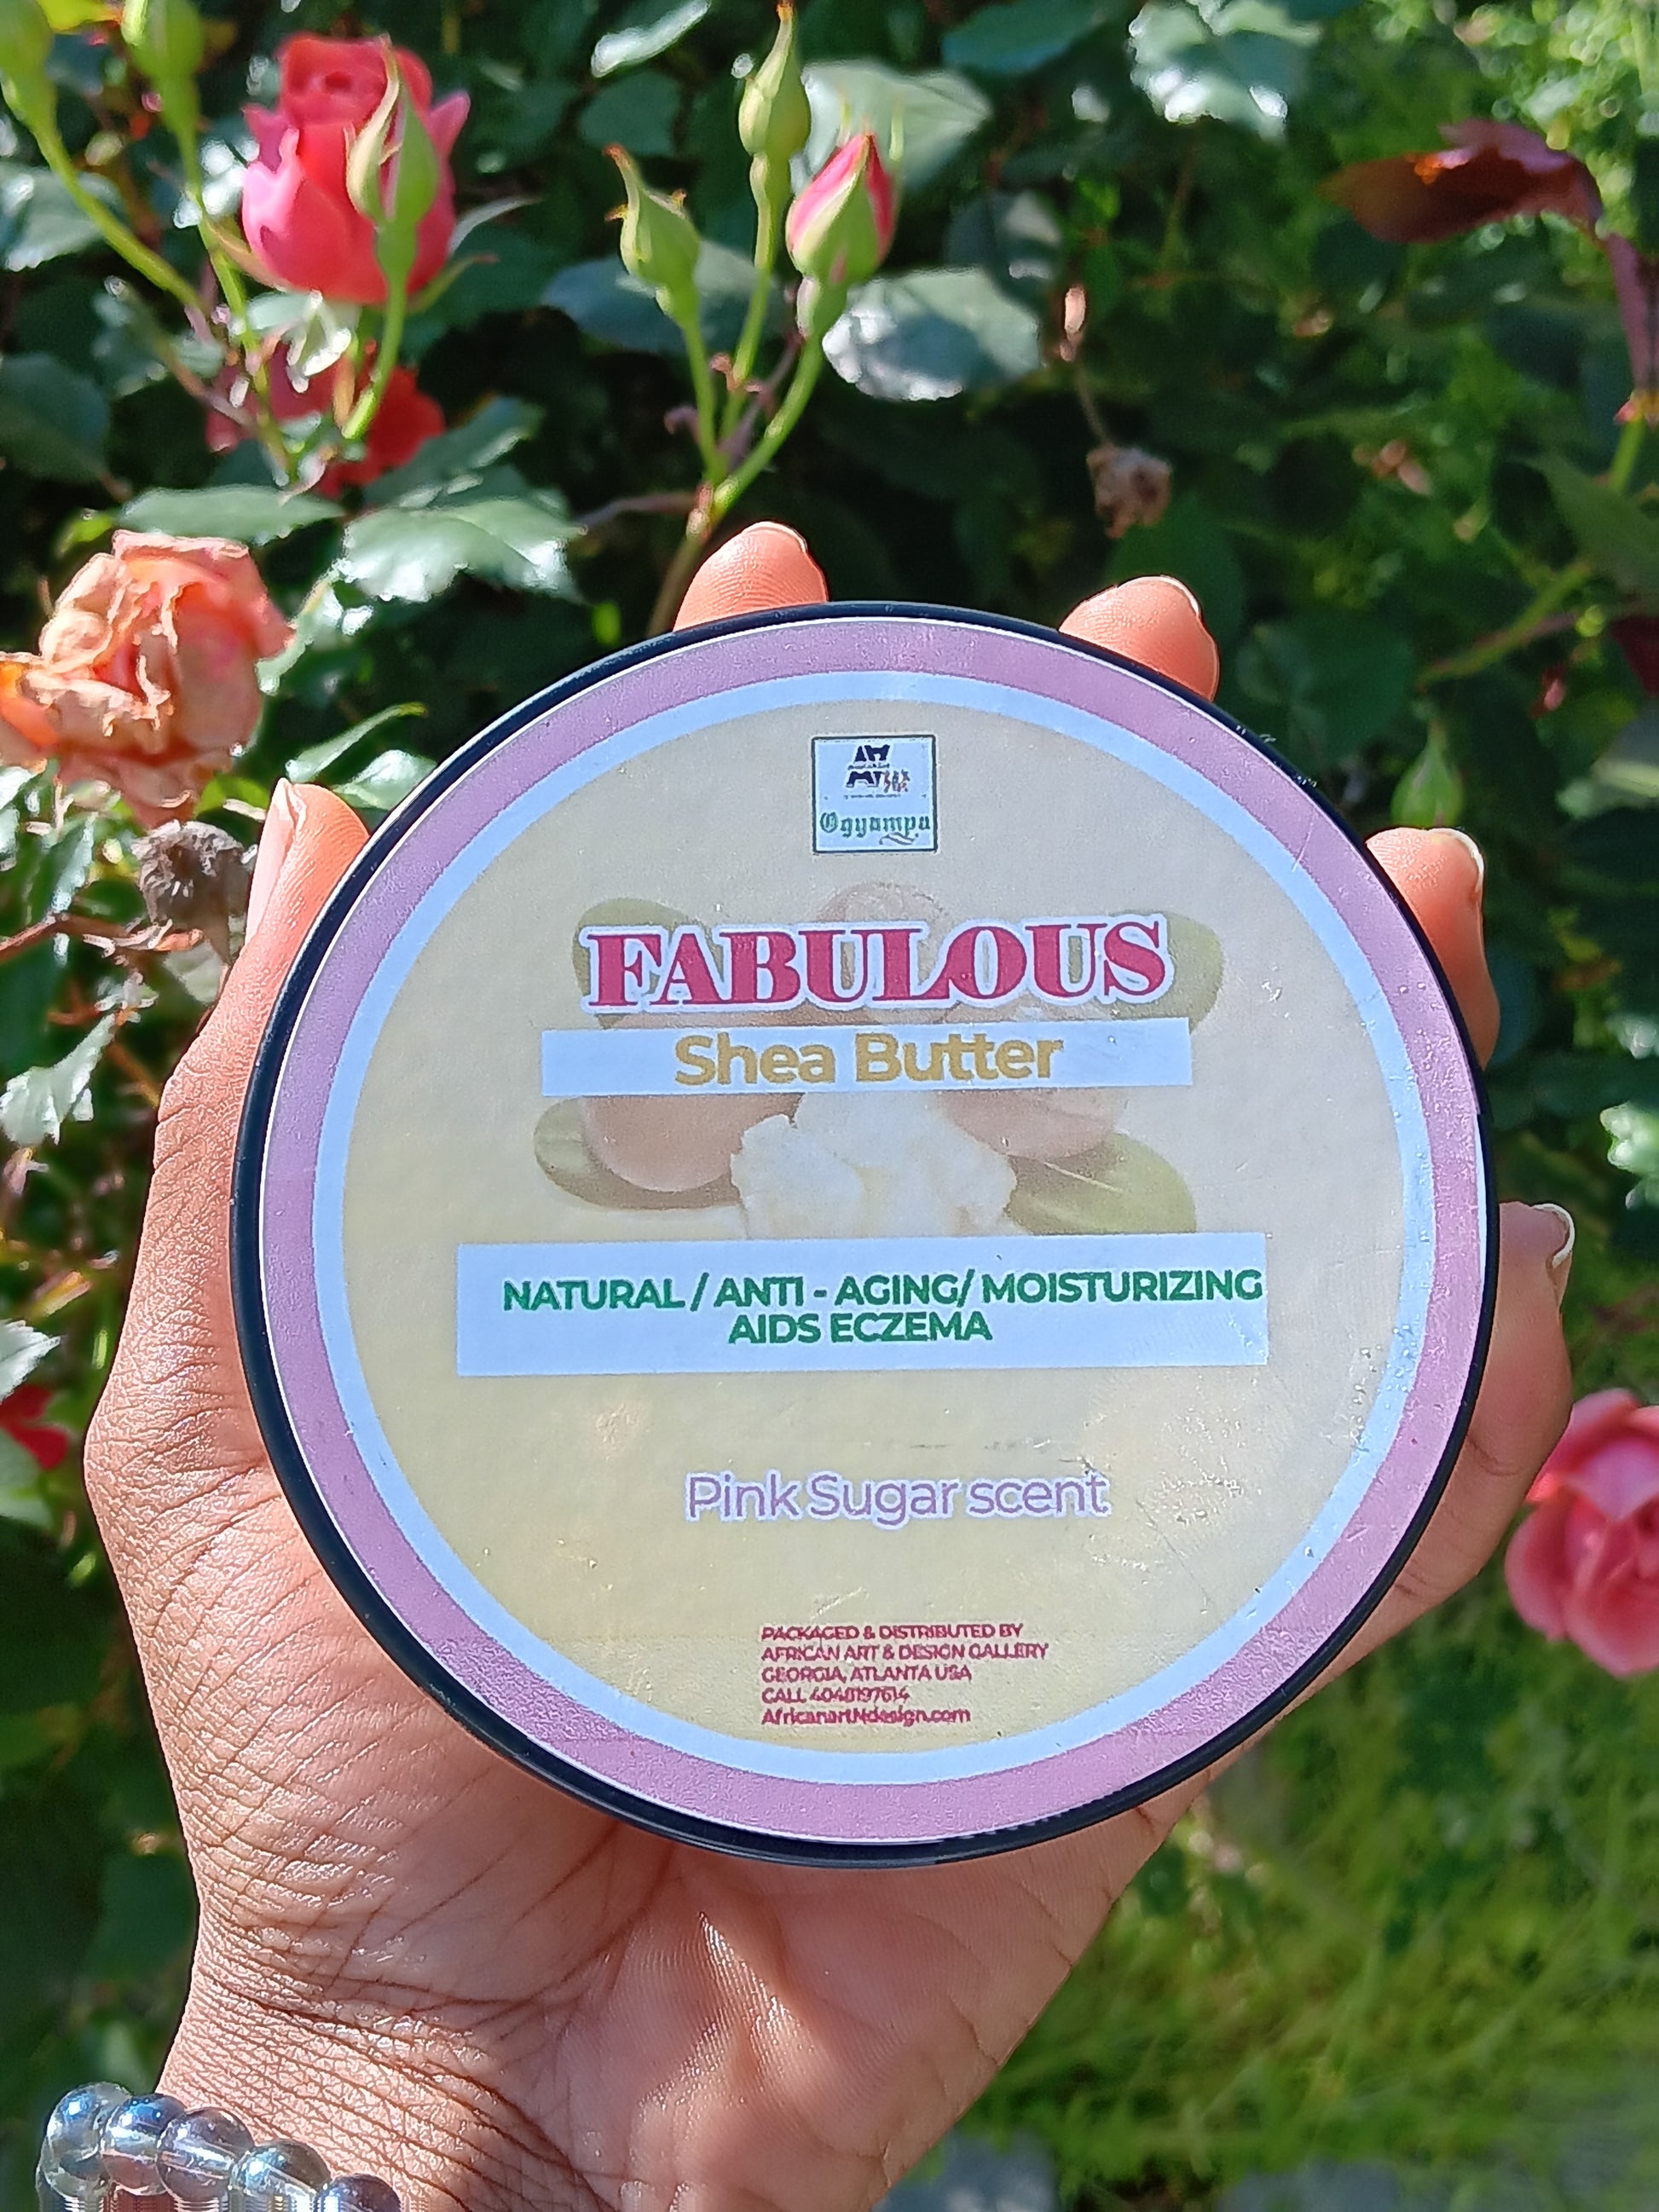 Ogyampa
FABULOUS
Shea Butter
NATURAL / ANTI - AGING/ MOISTURIZING
AIDS ECZEMA
Pink Sugar scent
PACKAGED & DISTRIBUTED BY
AFRICAN ART & DESIGN GALLERY
GEORGIA, ATLANTA USA
CALL 4048197614
AfricanartNdesign.com